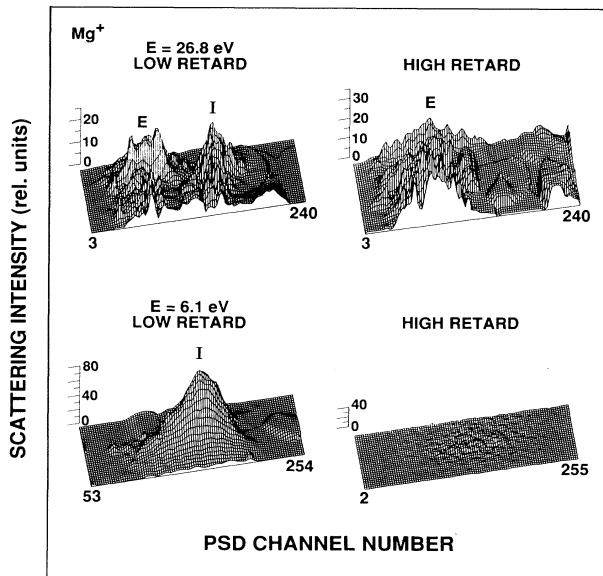 Mg+
E = 26.8 eV
LOW RETARD
HIGH RETARD
E
I
20
10
0
3
240
E
30
20
10
0
3
240
E = 6.1 eV
LOW RETARD
HIGH RETARD
I
80
40
0
53
254
40
0
2
255
SCATTERING INTENSITY (rel. units)
PSD CHANNEL NUMBER